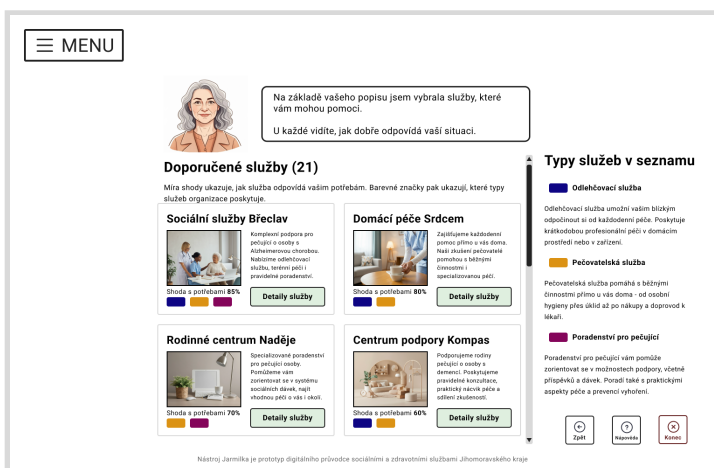 MENU
Na základě vašeho popisu jsem vybrala služby, které
vám mohou pomoci.
U každé vidíte, jak dobře odpovídá vaší situaci.
Doporučené služby (21)
Míra shody ukazuje, jak služba odpovídá vašim potřebám. Barevné značky pak ukazují, které typy
služeb organizace poskytuje.
Sociální služby Břeclav
Komplexní podpora pro
pečující o osoby s
Alzheimerovou chorobou.
Nabízíme odlehčovací
službu, terénní péči i
pravidelné poradenství.
Shoda s potřebami 85%
Detaily služby
Domácí péče Srdcem
Zajišťujeme každodenní
pomoc přímo u vás doma.
Naši zkušení pečovatelé
pomohou s běžnými
činnostmi i
specializovanou péčí.
Shoda s potřebami 80%
Detaily služby
Rodinné centrum Naděje
Specializované poradenství
pro pečující osoby.
Pomůžeme vám
zorientovat se v systému
sociálních dávek, najít
vhodnou péči o vás i okolí.
Shoda s potřebami 70%
Detaily služby
Centrum podpory Kompas
Podporujeme rodiny
pečující o osoby s
demencí. Poskytujeme
pravidelné konzultace,
praktický nácvik péče a
sdílení zkušeností.
Shoda s potřebami 60%
Detaily služby
Typy služeb v seznamu
Odlehčovací služba
Odlehčovací služba umožní vašim blízkým
odpočinout si od každodenní péče. Poskytuje
krátkodobou profesionální péči v domácím
prostředí nebo v zařízení.
Pečovatelská služba
Pečovatelská služba pomáhá s běžnými
činnostmi přímo u vás doma - od osobní
hygieny přes úklid až po nákupy a doprovod k
lékaři.
Poradenství pro pečující
Poradenství pro pečující vám pomůže
zorientovat se v možnostech podpory, včetně
příspěvků a dávek. Poradí také s praktickými
aspekty péče a prevencí vyhoření.
Zpět
Nápověda
Konec
Nástroj Jarmilka je prototyp digitálního průvodce sociálními a zdravotními službami Jihomoravského kraje